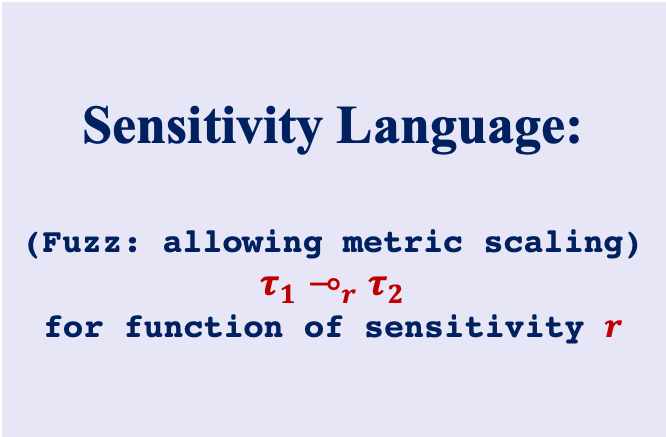 Sensitivity Language:
(Fuzz: allowing metric scaling)
τ₁ ⊸ᵣ τ₂
for function of sensitivity r